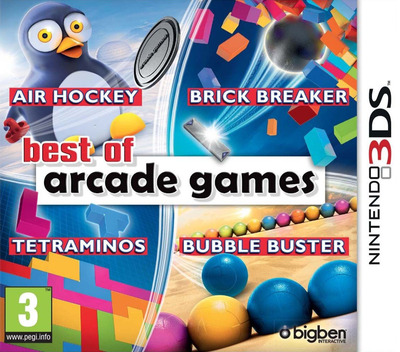 AIR HOCKEY
BRICK BREAKER
best of
arcade games
TETRAMINOS
BUBBLE BUSTER
3
www.pegi.info
bigben
INTERACTIVE
NINTENDO 3DS